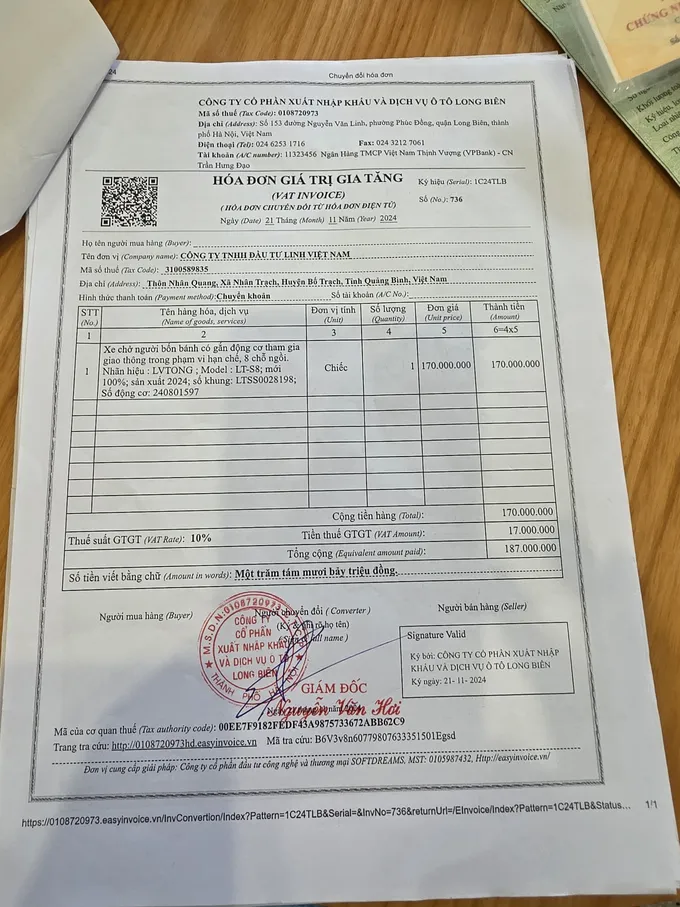 24
Chuyển đổi hóa đơn
CÔNG TY CỔ PHẦN XUẤT NHẬP KHẨU VÀ DỊCH VỤ Ô TÔ LONG BIÊN
Mã số thuế (Tax Code): 0108720973
Địa chỉ (Address): Số 153 đường Nguyễn Văn Linh, phường Phúc Đồng, quận Long Biên, thành
phố Hà Nội, Việt Nam
Điện thoại (Tel): 024 6253 1716 Fax: 024 3212 7061
Tài khoản (A/C number): 11323456 Ngân Hàng TMCP Việt Nam Thịnh Vượng (VPBank) - CN
Trần Hưng Đạo
HÓA ĐƠN GIÁ TRỊ GIA TĂNG
Ký hiệu (Serial): 1C24TLB
(VAT INVOICE)
Số (No.): 736
(HÓA ĐƠN CHUYỂN ĐỔI TỪ HÓA ĐƠN ĐIỆN TỬ)
Ngày (Date) 21 Tháng (Month) 11 Năm (Year) 2024
Họ tên người mua hàng (Buyer):
Tên đơn vị (Company name): CÔNG TY TNHH ĐẦU TƯ LINH VIỆT NAM
Mã số thuế (Tax Code): 3100589835
Địa chỉ (Address): Thôn Nhân Quang, Xã Nhân Trạch, Huyện Bố Trạch, Tỉnh Quảng Bình, Việt Nam
Hình thức thanh toán (Payment method): Chuyển khoản Số tài khoản (A/C No.):
STT Tên hàng hóa, dịch vụ Đơn vị tính Số lượng Đơn giá Thành tiền
(No.) (Name of goods, services) (Unit) (Quantity) (Unit price) (Amount)
1 2 3 4 5 6=4x5
Xe chở người bốn bánh có gắn động cơ tham gia
giao thông trong phạm vi hạn chế, 8 chỗ ngồi.
1 Nhãn hiệu : LVTONG ; Model : LT-S8; mới Chiếc 1 170.000.000 170.000.000
100%; sản xuất 2024; số khung: LTSS0028198;
Số động cơ: 240801597
Cộng tiền hàng (Total): 170.000.000
Thuế suất GTGT (VAT Rate): 10% Tiền thuế GTGT (VAT Amount): 17.000.000
Tổng cộng (Equivalent amount paid): 187.000.000
Số tiền viết bằng chữ (Amount in words): Một trăm tám mươi bảy triệu đồng.
Người mua hàng (Buyer) Người chuyển đổi (Converter) Người bán hàng (Seller)
M.S.D.N:0108720973
CÔNG TY
CỔ PHẦN
XUẤT NHẬP KHẨU
VÀ DỊCH VỤ Ô TÔ
LONG BIÊN
THÀNH PHỐ HÀ NỘI
Signature Valid
Ký bởi: CÔNG TY CỔ PHẦN XUẤT NHẬP
KHẨU VÀ DỊCH VỤ Ô TÔ LONG BIÊN
Ký ngày: 21- 11- 2024
GIÁM ĐỐC
Nguyễn Văn Hới
Mã của cơ quan thuế (Tax authority code): 00EE7F9182FEDF43A9875733672ABB62C9
Trang tra cứu: http://0108720973hd.easyinvoice.vn Mã tra cứu: B6V3v8n60779807633351501Egsd
Đơn vị cung cấp giải pháp: Công ty cổ phần đầu tư công nghệ và thương mại SOFTDREAMS, MST: 0105987432, Http://easyinvoice.vn/
https://0108720973.easyinvoice.vn/InvConvertion/Index?Pattern=1C24TLB&Serial=&InvNo=736&returnUrl=/EInvoice/Index?Pattern=1C24TLB&Status... 1/1